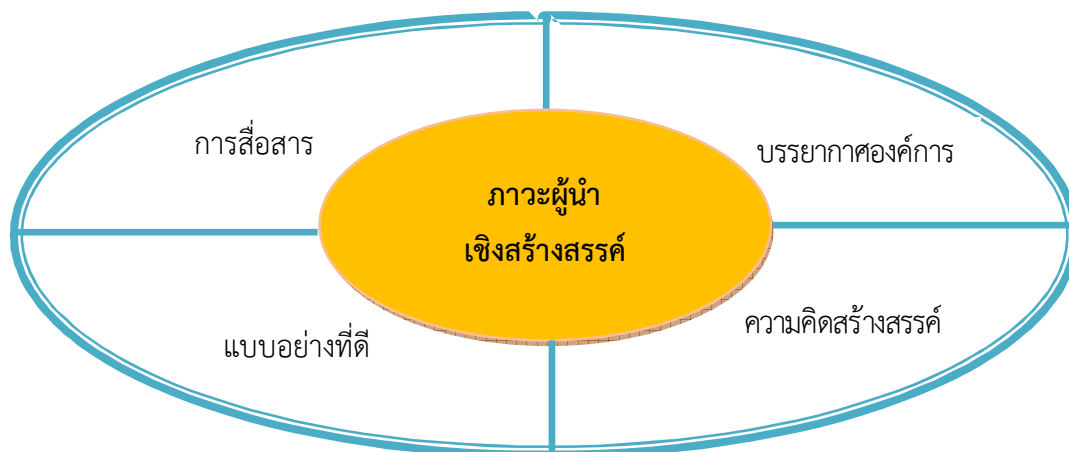 การสื่อสาร
บรรยากาศองค์การ
ภาวะผู้นำ
เชิงสร้างสรรค์
แบบอย่างที่ดี
ความคิดสร้างสรรค์